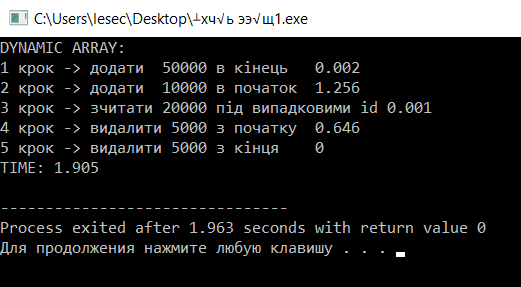 C:\Users\lesec\Desktop\┴хч√ь ээ√щ1.exe
DYNAMIC ARRAY:
1 крок -> додати  50000 в кінець   0.002
2 крок -> додати  10000 в початок  1.256
3 крок -> зчитати 20000 під випадковими id 0.001
4 крок -> видалити 5000 з початку  0.646
5 крок -> видалити 5000 з кінця    0
TIME: 1.905
--------------------------------
Process exited after 1.963 seconds with return value 0
Для продолжения нажмите любую клавишу . . .